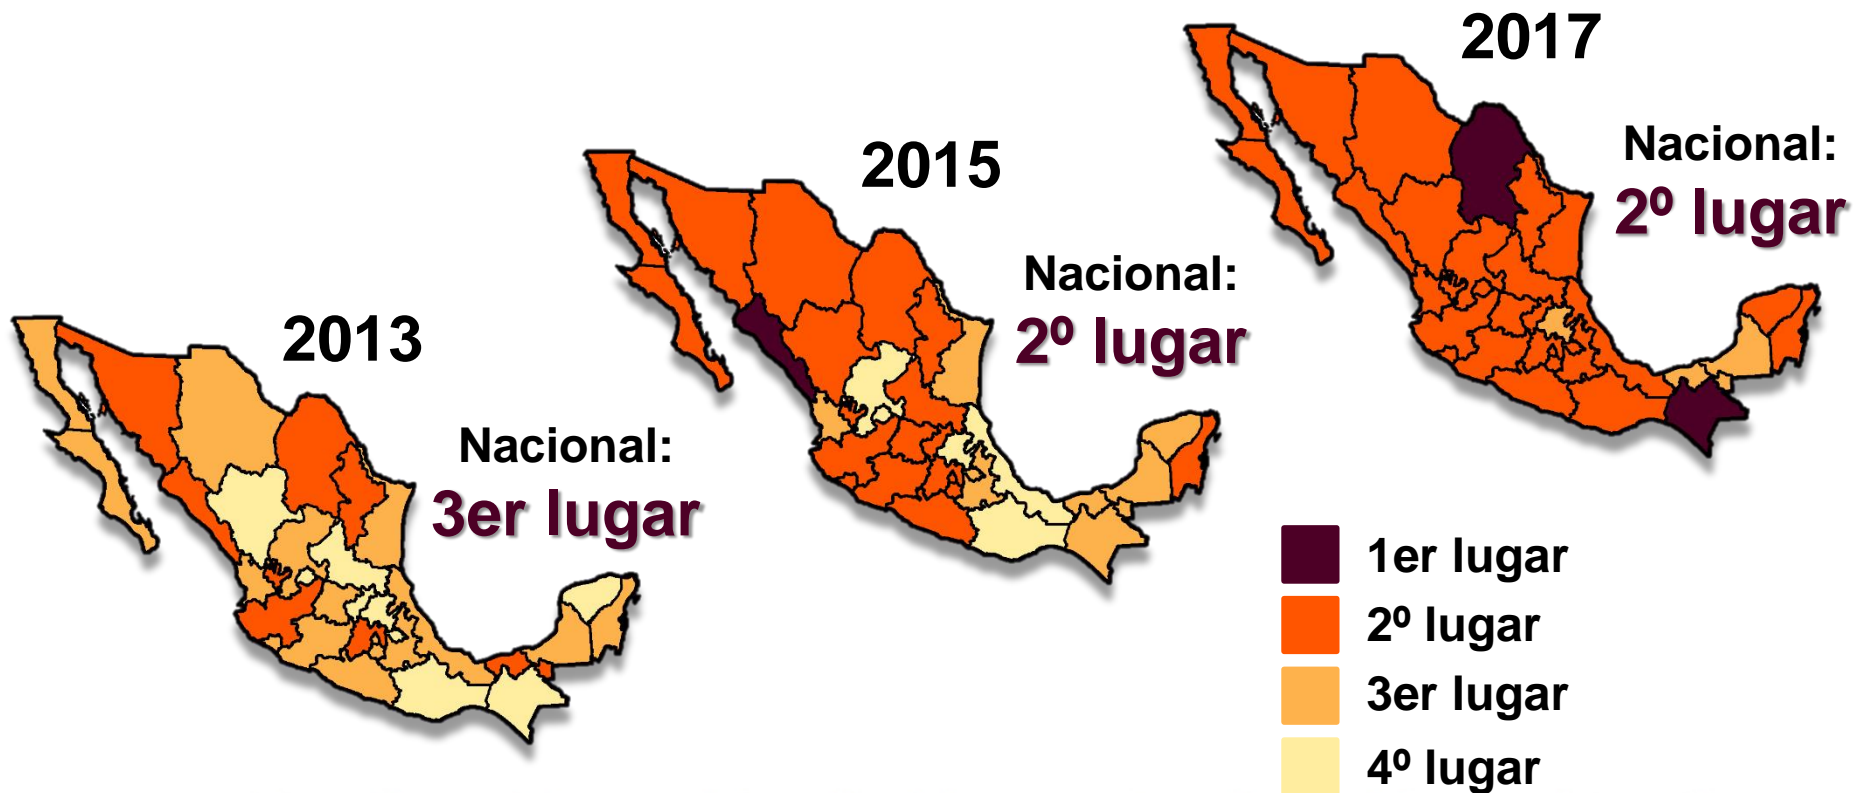 2013
Nacional:
3er lugar
2015
Nacional:
2º lugar
2017
Nacional:
2º lugar
1er lugar
2º lugar
3er lugar
4º lugar